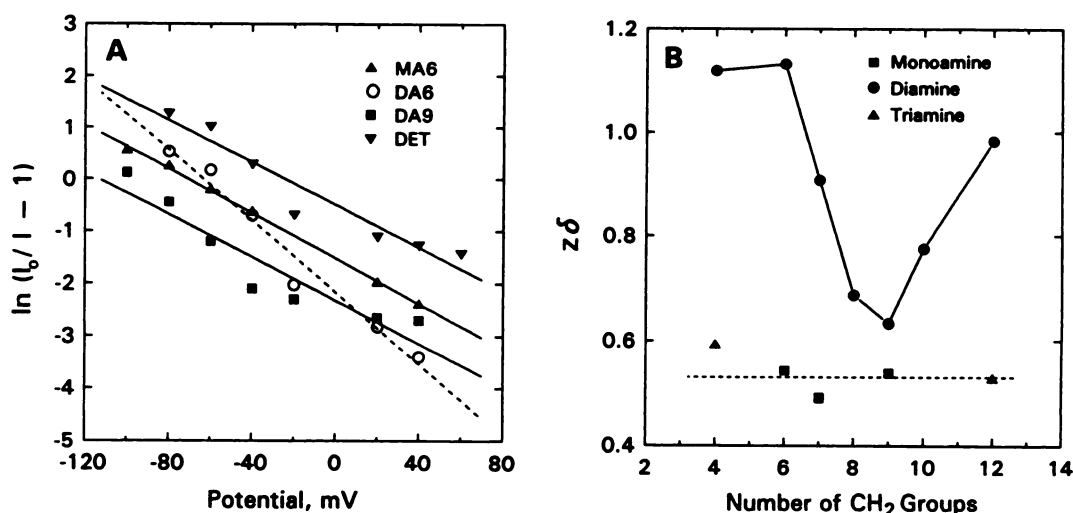 A
MA6
DA6
DA9
DET
3
2
1
0
-1
-2
-3
-4
-5
-120
-80
-40
0
40
80
ln (I₀/ I − 1)
Potential, mV
B
Monoamine
Diamine
Triamine
1.2
1.0
0.8
0.6
0.4
2
4
6
8
10
12
14
zδ
Number of CH₂ Groups